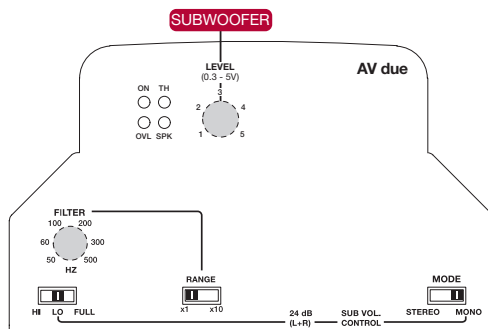 SUBWOOFER
LEVEL
(0.3 - 5V)
AV due
ON TH
OVL SPK
3
2 4
1 5
FILTER
100 200
60 300
50 500
HZ
HI LO FULL
RANGE
x1 x10
MODE
STEREO MONO
24 dB
(L+R)
SUB VOL.
CONTROL